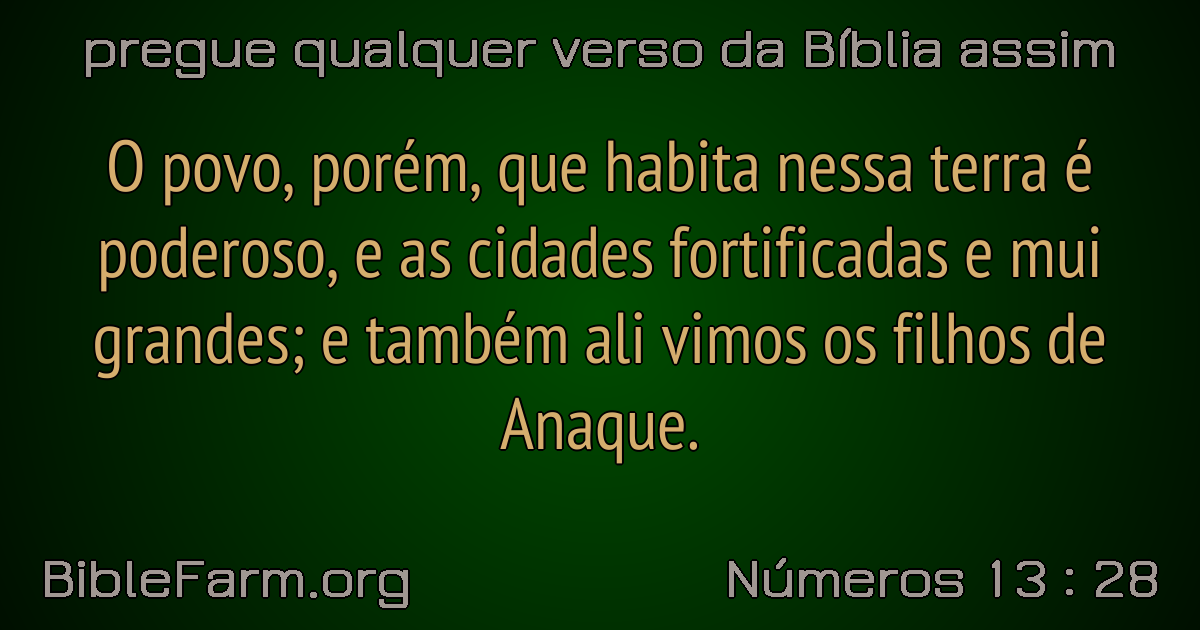 pregue qualquer verso da Bíblia assim
O povo, porém, que habita nessa terra é
poderoso, e as cidades fortificadas e mui
grandes; e também ali vimos os filhos de
Anaque.
BibleFarm.org
Números 13 : 28